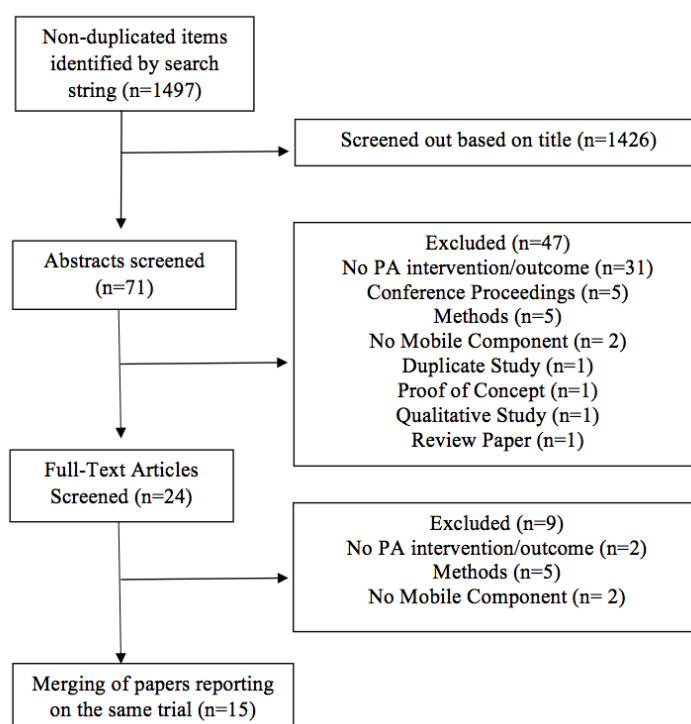 Non-duplicated items
identified by search
string (n=1497)
Screened out based on title (n=1426)
Abstracts screened
(n=71)
Excluded (n=47)
No PA intervention/outcome (n=31)
Conference Proceedings (n=5)
Methods (n=5)
No Mobile Component (n= 2)
Duplicate Study (n=1)
Proof of Concept (n=1)
Qualitative Study (n=1)
Review Paper (n=1)
Full-Text Articles
Screened (n=24)
Excluded (n=9)
No PA intervention/outcome (n=2)
Methods (n=5)
No Mobile Component (n= 2)
Merging of papers reporting
on the same trial (n=15)